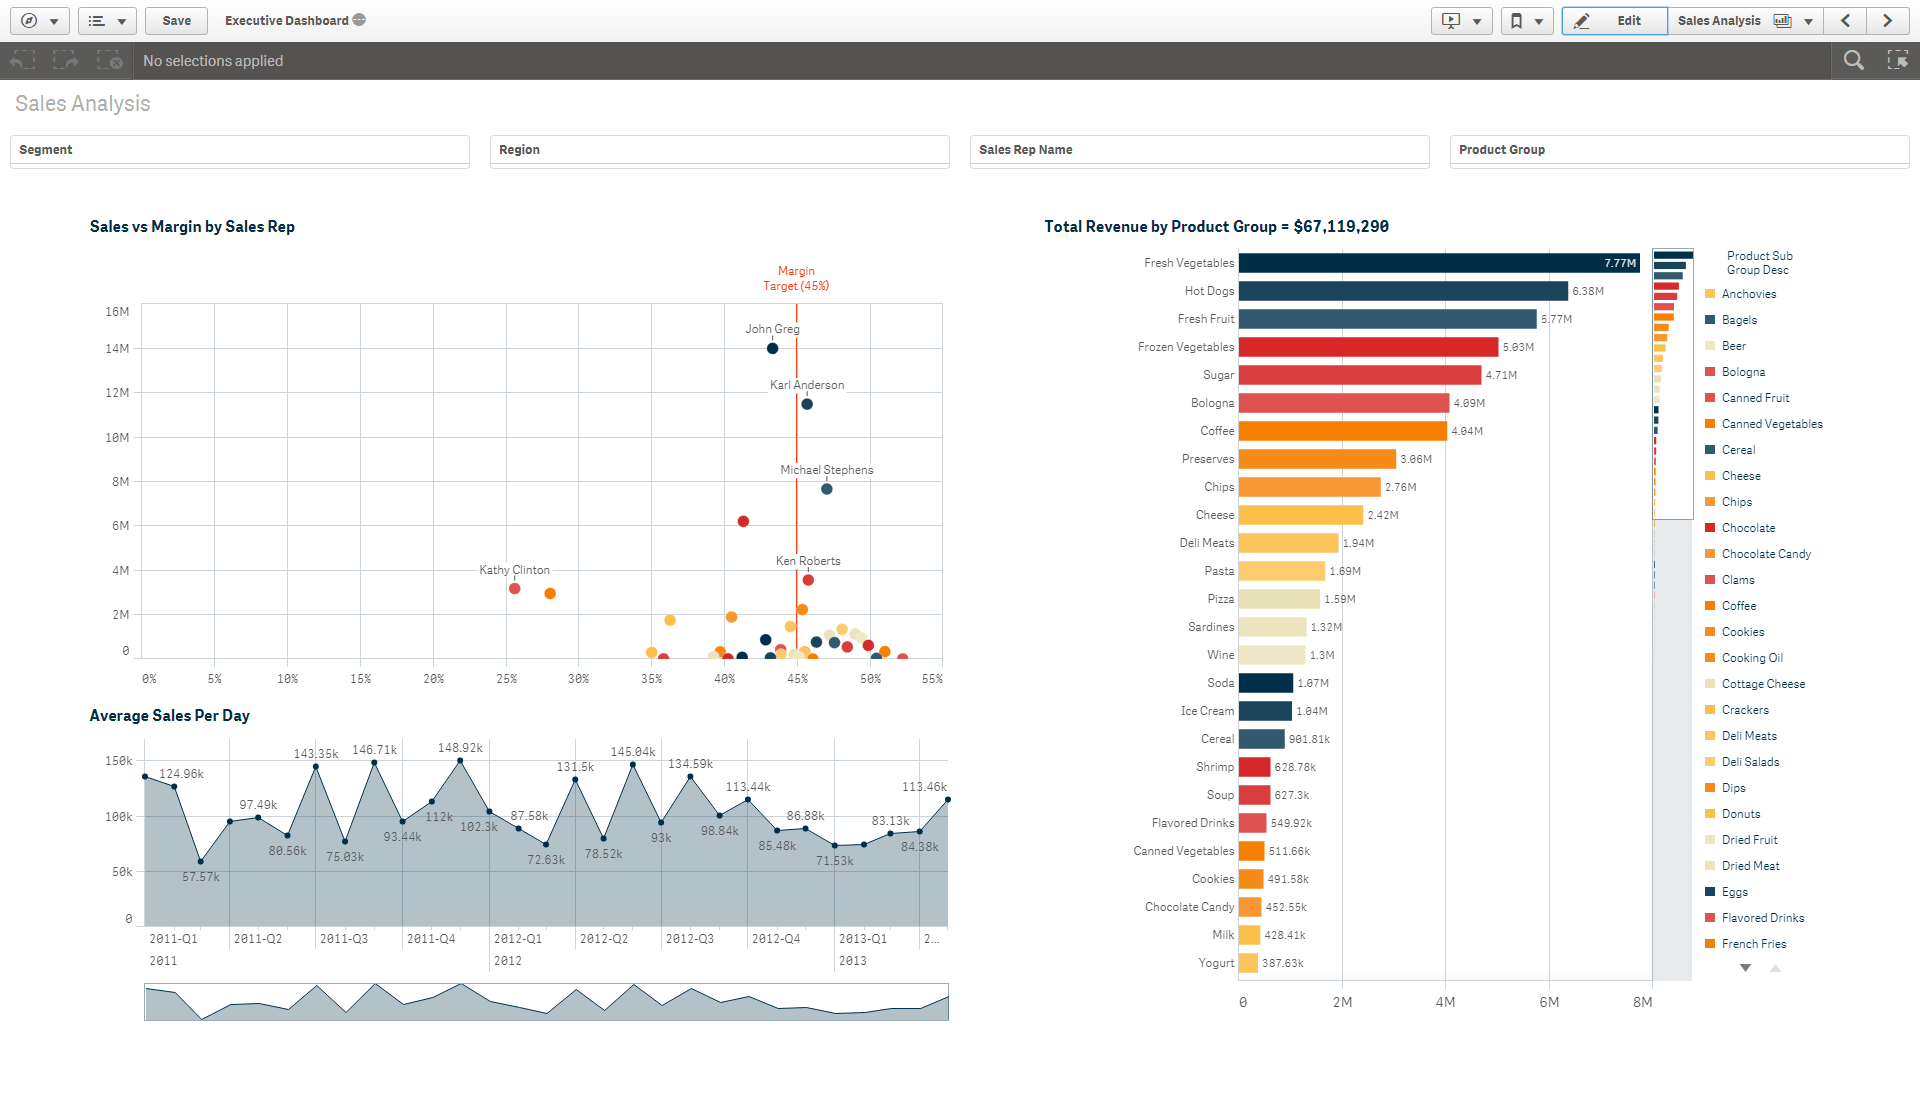 Save
Executive Dashboard
Edit
Sales Analysis
No selections applied
Sales Analysis
Segment
Region
Sales Rep Name
Product Group
Sales vs Margin by Sales Rep
Margin
Target (45%)
16M
14M
12M
10M
8M
6M
4M
2M
0
John Greg
Karl Anderson
Michael Stephens
Ken Roberts
Kathy Clinton
0%
5%
10%
15%
20%
25%
30%
35%
40%
45%
50%
55%
Average Sales Per Day
150k
100k
50k
0
124.96k
57.57k
97.49k
80.56k
143.35k
75.03k
146.71k
93.44k
112k
148.92k
102.3k
87.58k
72.63k
131.5k
78.52k
145.04k
93k
134.59k
98.84k
113.44k
85.48k
86.88k
71.53k
83.13k
84.38k
113.46k
2011-Q1
2011-Q2
2011-Q3
2011-Q4
2012-Q1
2012-Q2
2012-Q3
2012-Q4
2013-Q1
2...
2011
2012
2013
Total Revenue by Product Group = $67,119,290
Fresh Vegetables 7.77M
Hot Dogs 6.38M
Fresh Fruit 5.77M
Frozen Vegetables 5.03M
Sugar 4.71M
Bologna 4.09M
Coffee 4.04M
Preserves 3.06M
Chips 2.76M
Cheese 2.42M
Deli Meats 1.94M
Pasta 1.69M
Pizza 1.59M
Sardines 1.32M
Wine 1.3M
Soda 1.07M
Ice Cream 1.04M
Cereal 901.81k
Shrimp 628.78k
Soup 627.3k
Flavored Drinks 549.92k
Canned Vegetables 511.66k
Cookies 491.58k
Chocolate Candy 452.55k
Milk 428.41k
Yogurt 387.63k
0
2M
4M
6M
8M
Product Sub
Group Desc
Anchovies
Bagels
Beer
Bologna
Canned Fruit
Canned Vegetables
Cereal
Cheese
Chips
Chocolate
Chocolate Candy
Clams
Coffee
Cookies
Cooking Oil
Cottage Cheese
Crackers
Deli Meats
Deli Salads
Dips
Donuts
Dried Fruit
Dried Meat
Eggs
Flavored Drinks
French Fries